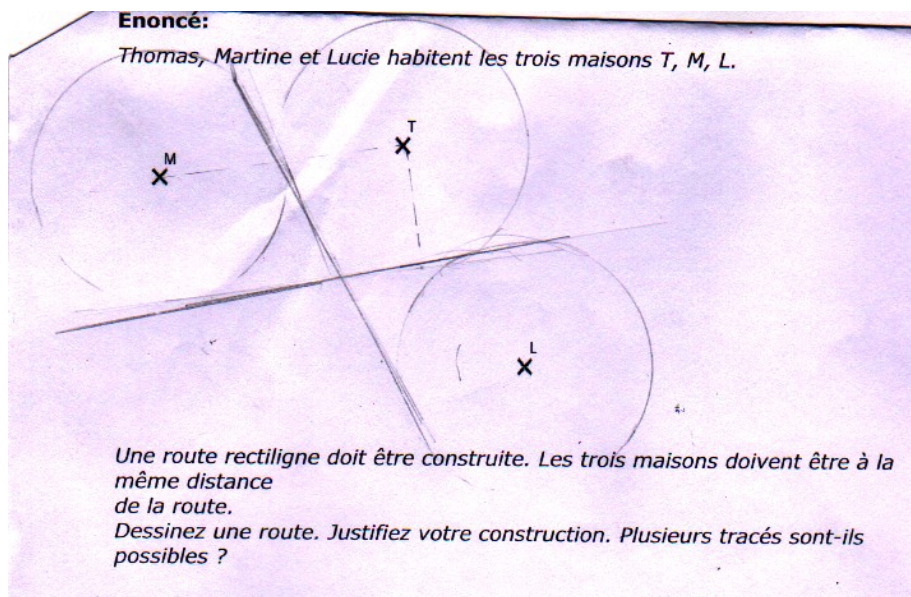 Enoncé:
Thomas, Martine et Lucie habitent les trois maisons T, M, L.
T
M
L
Une route rectiligne doit être construite. Les trois maisons doivent être à la
même distance
de la route.
Dessinez une route. Justifiez votre construction. Plusieurs tracés sont-ils
possibles ?